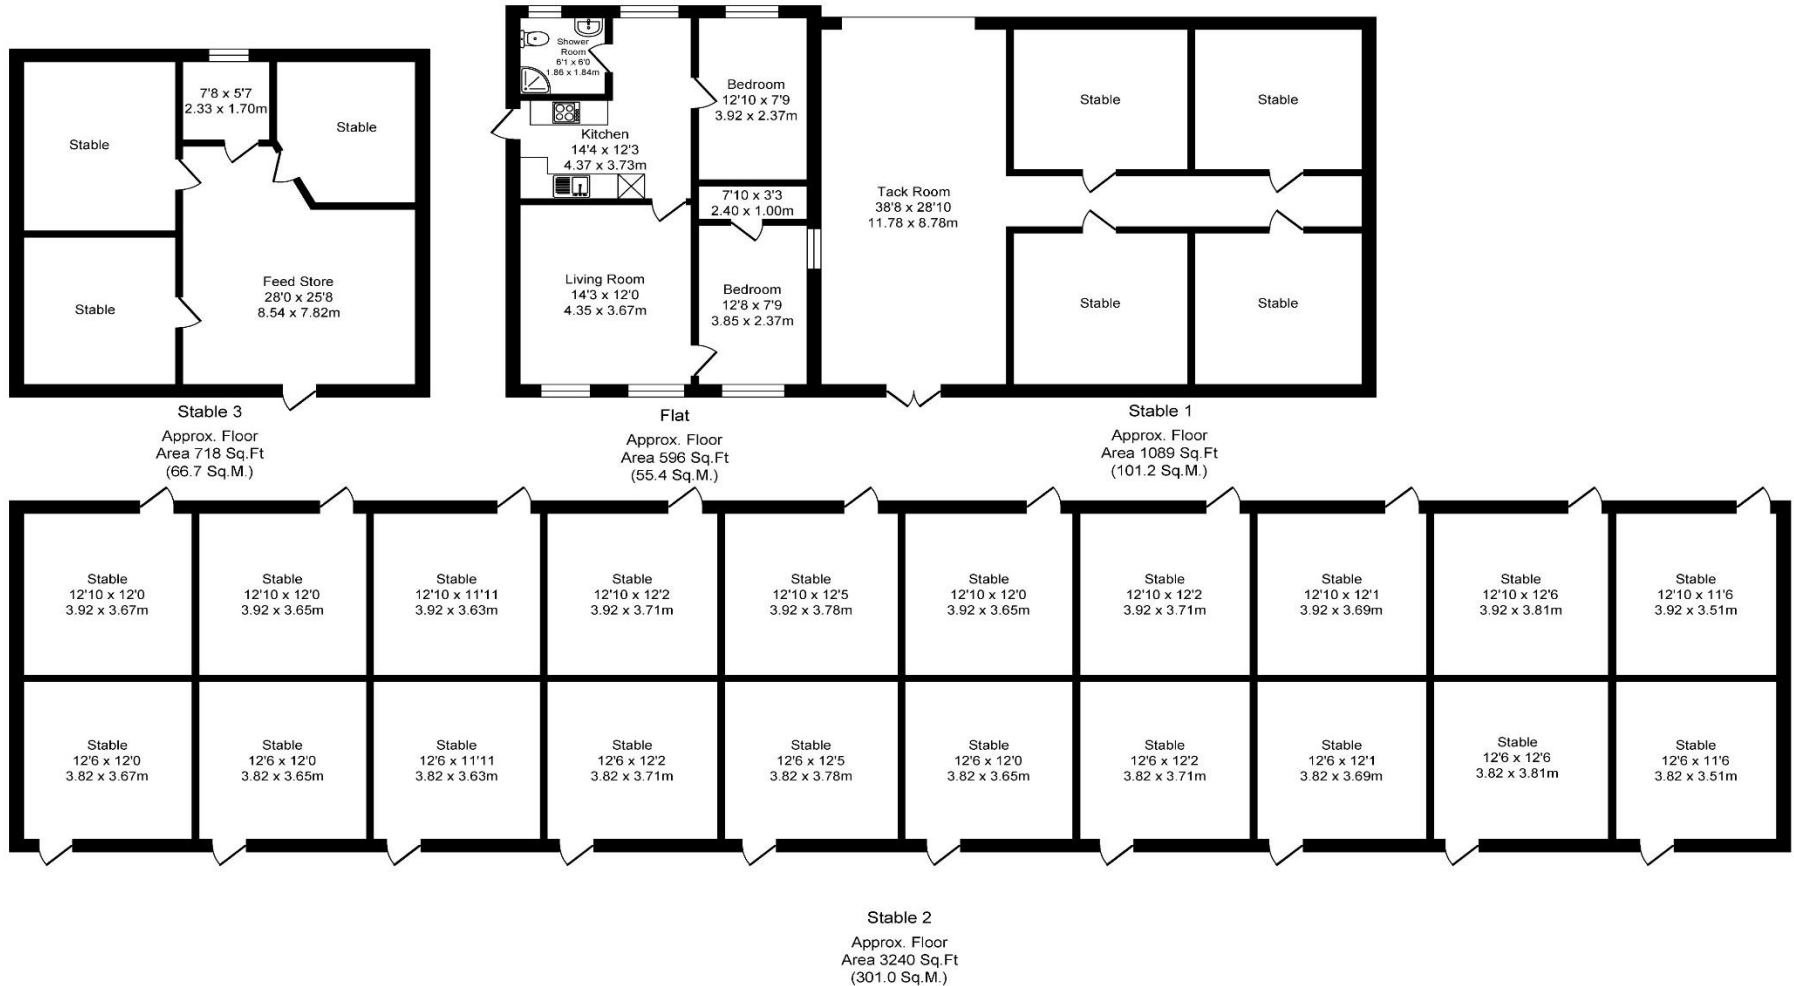 Stable
7'8 x 5'7
2.33 x 1.70m
Stable
Stable
Feed Store
28'0 x 25'8
8.54 x 7.82m
Stable 3
Approx. Floor
Area 718 Sq.Ft
(66.7 Sq.M.)
Shower
Room
6'1 x 6'0
1.86 x 1.84m
Kitchen
14'4 x 12'3
4.37 x 3.73m
Bedroom
12'10 x 7'9
3.92 x 2.37m
7'10 x 3'3
2.40 x 1.00m
Living Room
14'3 x 12'0
4.35 x 3.67m
Bedroom
12'8 x 7'9
3.85 x 2.37m
Flat
Approx. Floor
Area 596 Sq.Ft
(55.4 Sq.M.)
Tack Room
38'8 x 28'10
11.78 x 8.78m
Stable
Stable
Stable
Stable
Stable 1
Approx. Floor
Area 1089 Sq.Ft
(101.2 Sq.M.)
Stable
12'10 x 12'0
3.92 x 3.67m
Stable
12'10 x 12'0
3.92 x 3.65m
Stable
12'10 x 11'11
3.92 x 3.63m
Stable
12'10 x 12'2
3.92 x 3.71m
Stable
12'10 x 12'5
3.92 x 3.78m
Stable
12'10 x 12'0
3.92 x 3.65m
Stable
12'10 x 12'2
3.92 x 3.71m
Stable
12'10 x 12'1
3.92 x 3.69m
Stable
12'10 x 12'6
3.92 x 3.81m
Stable
12'10 x 11'6
3.92 x 3.51m
Stable
12'6 x 12'0
3.82 x 3.67m
Stable
12'6 x 12'0
3.82 x 3.65m
Stable
12'6 x 11'11
3.82 x 3.63m
Stable
12'6 x 12'2
3.82 x 3.71m
Stable
12'6 x 12'5
3.82 x 3.78m
Stable
12'6 x 12'0
3.82 x 3.65m
Stable
12'6 x 12'2
3.82 x 3.71m
Stable
12'6 x 12'1
3.82 x 3.69m
Stable
12'6 x 12'6
3.82 x 3.81m
Stable
12'6 x 11'6
3.82 x 3.51m
Stable 2
Approx. Floor
Area 3240 Sq.Ft
(301.0 Sq.M.)